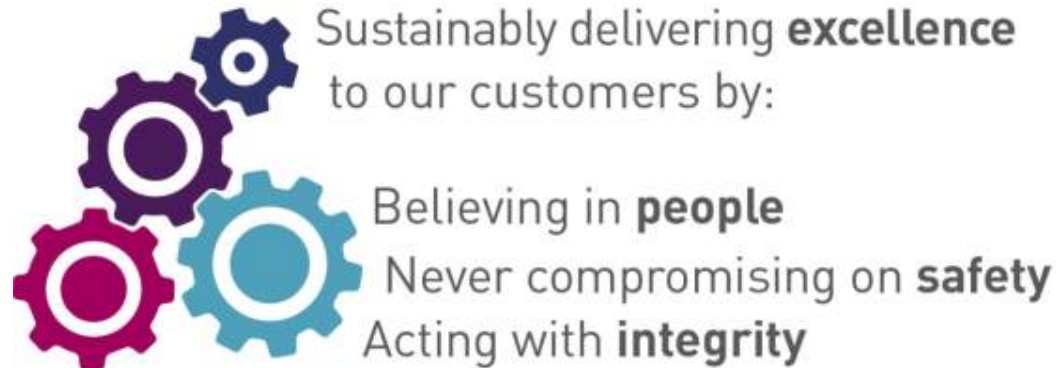 Sustainably delivering excellence
to our customers by:
Believing in people
Never compromising on safety
Acting with integrity